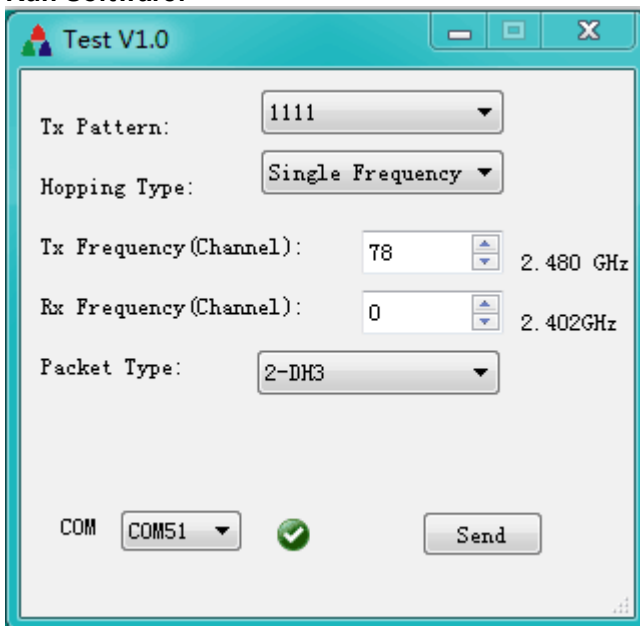 Run Software:
Test V1.0
Tx Pattern: 1111
Hopping Type: Single Frequency
Tx Frequency(Channel): 78 2.480 GHz
Rx Frequency(Channel): 0 2.402GHz
Packet Type: 2-DH3
COM COM51 Send